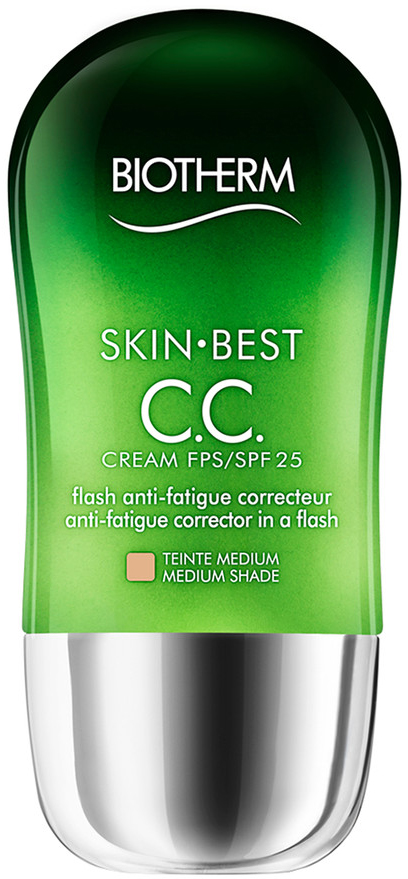 BIOTHERM
SKIN•BEST
C.C.
CREAM FPS/SPF 25
flash anti-fatigue correcteur
anti-fatigue corrector in a flash
TEINTE MEDIUM
MEDIUM SHADE